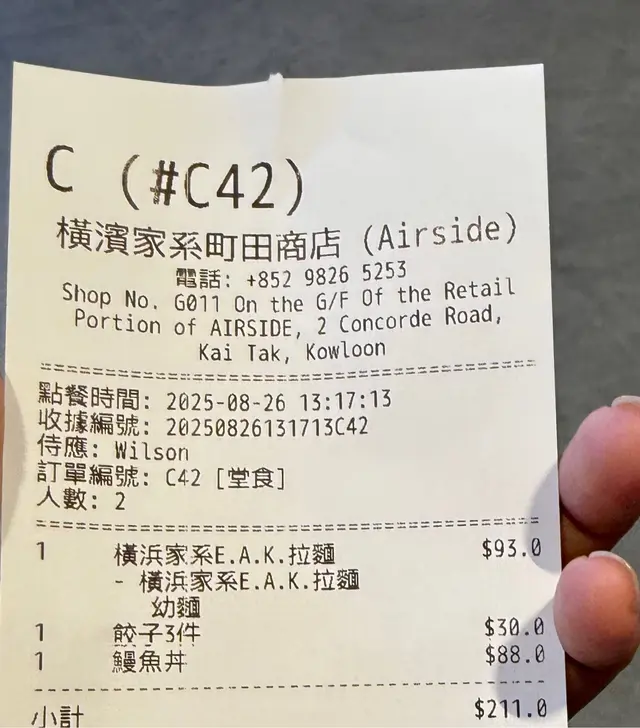 C (#C42)
橫濱家系町田商店 (Airside)
電話: +852 9826 5253
Shop No. G011 On the G/F Of the Retail
Portion of AIRSIDE, 2 Concorde Road,
Kai Tak, Kowloon
點餐時間: 2025-08-26 13:17:13
收據編號: 20250826131713C42
侍應: Wilson
訂單編號: C42 [堂食]
人數: 2
1 橫浜家系E.A.K.拉麵 $93.0
- 橫浜家系E.A.K.拉麵
幼麵
1 餃子3件 $30.0
1 鰻魚丼 $88.0
小計 $211.0